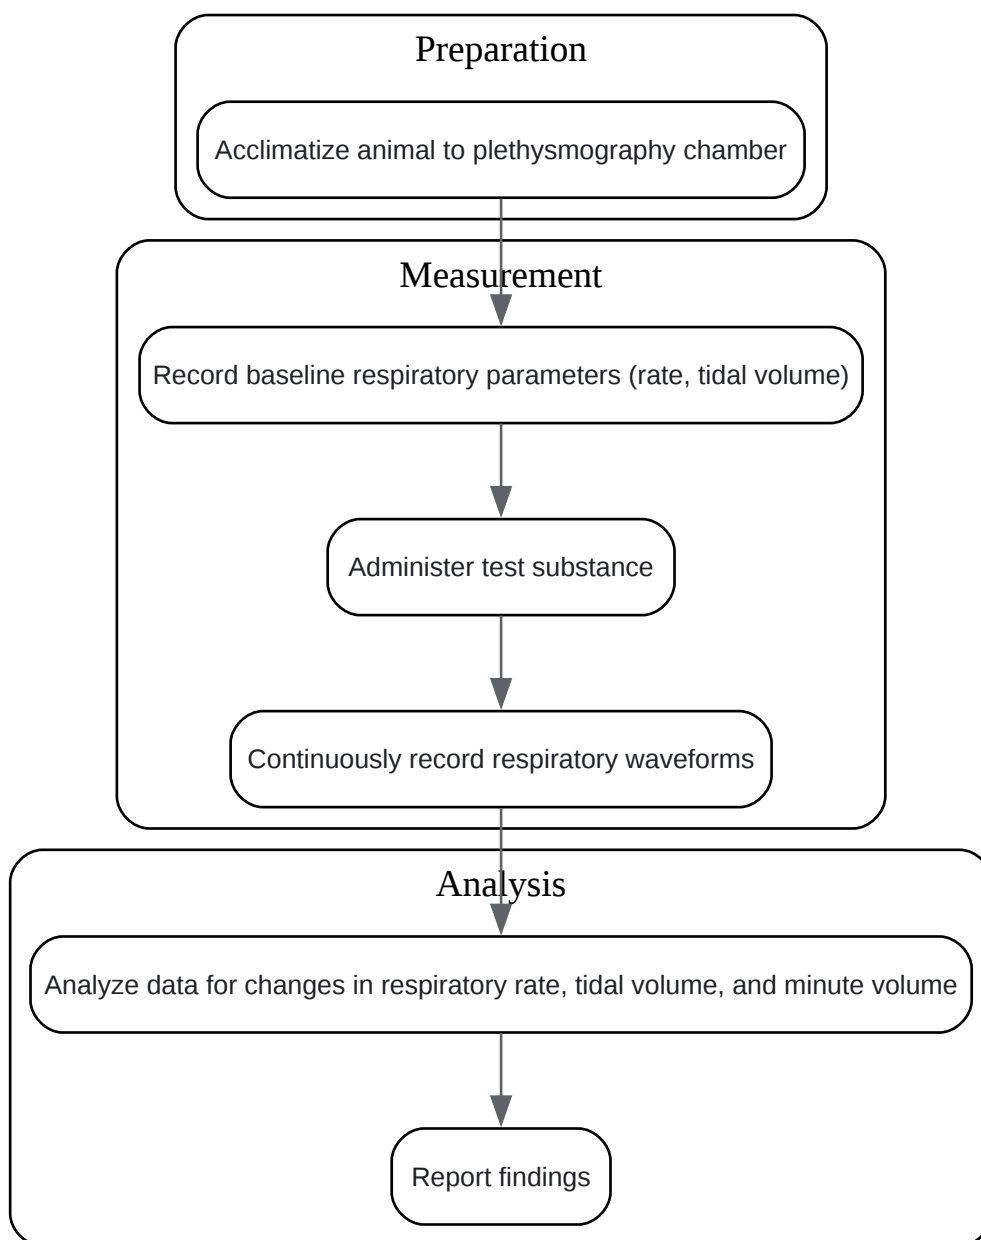 Preparation
Acclimatize animal to plethysmography chamber
Measurement
Record baseline respiratory parameters (rate, tidal volume)
Administer test substance
Continuously record respiratory waveforms
Analysis
Analyze data for changes in respiratory rate, tidal volume, and minute volume
Report findings